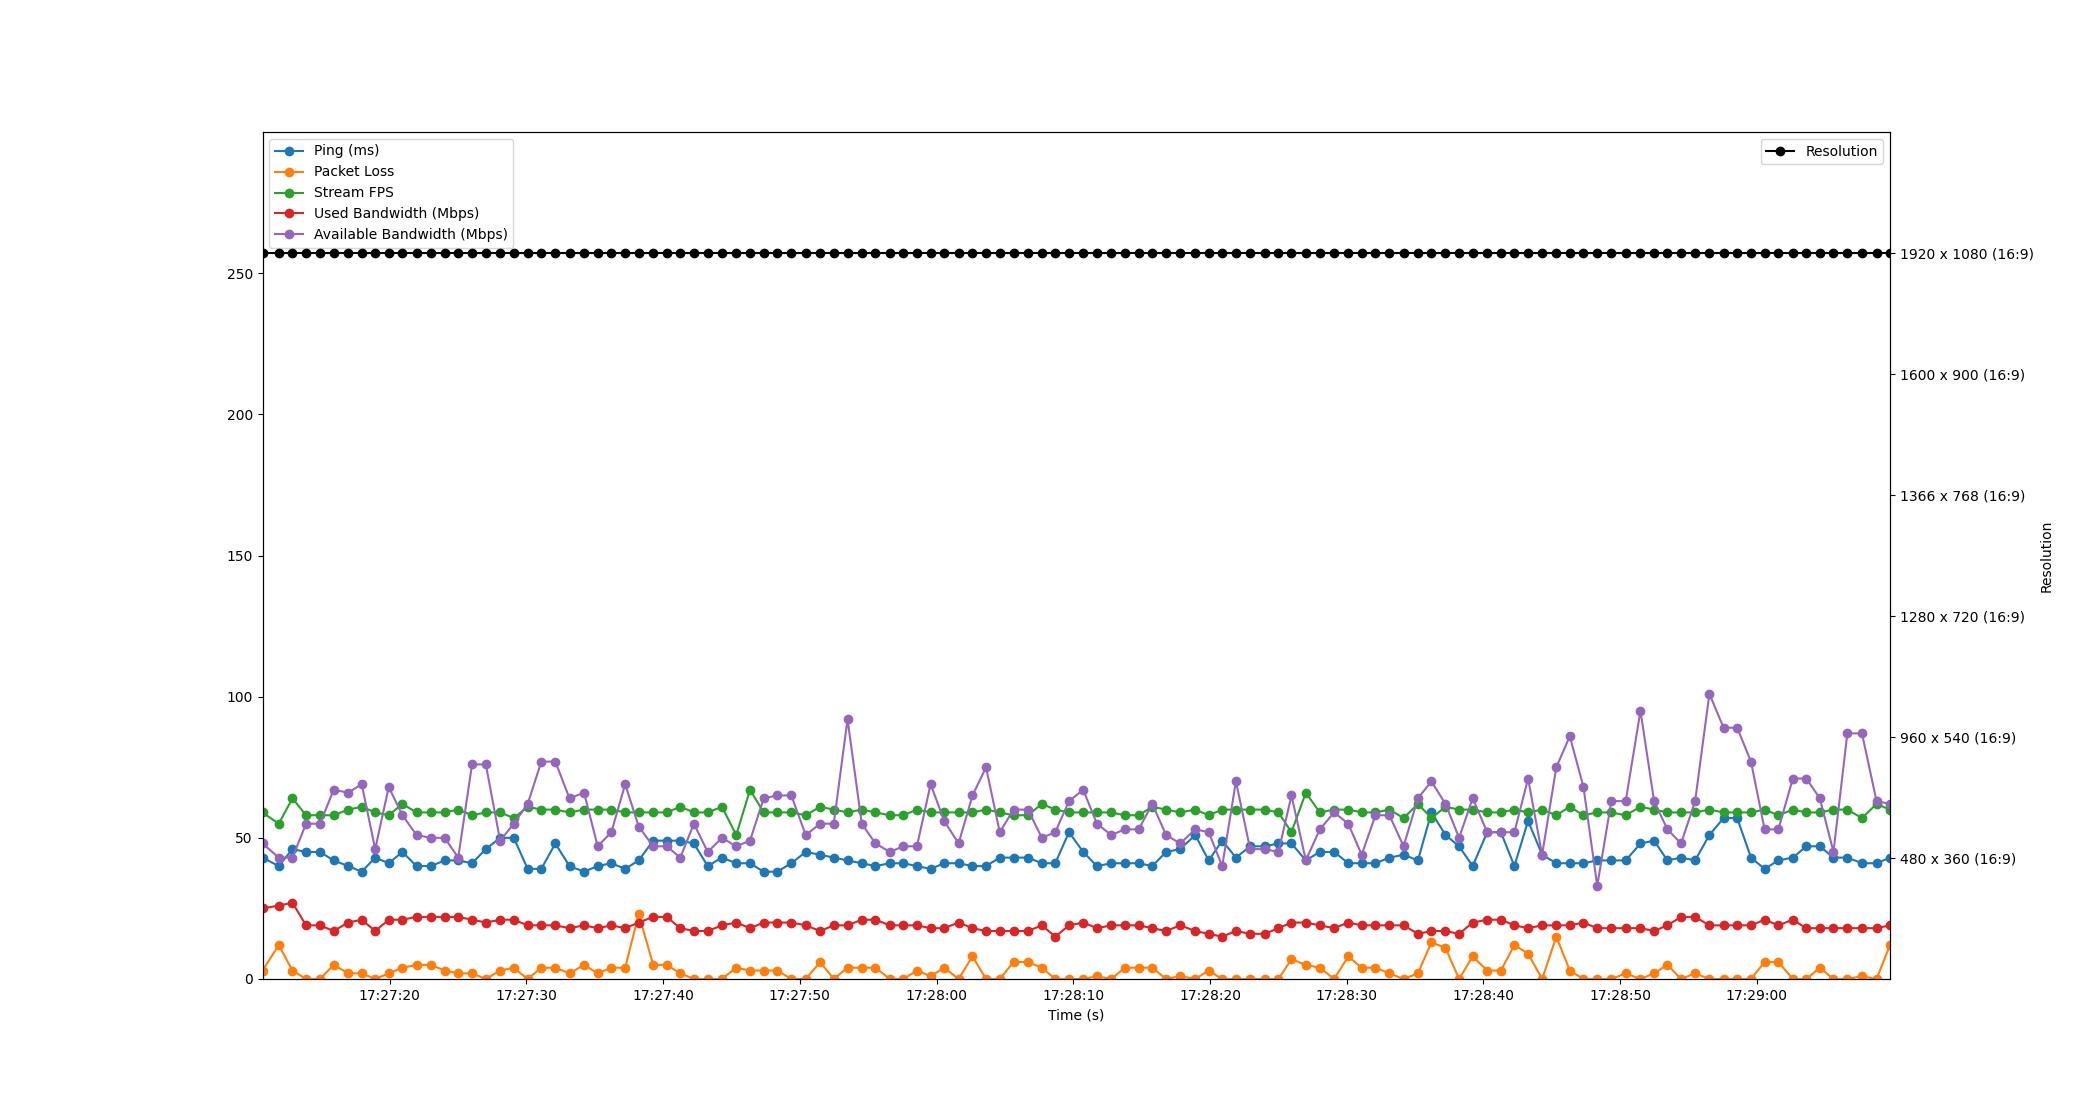 Ping (ms)
Packet Loss
Stream FPS
Used Bandwidth (Mbps)
Available Bandwidth (Mbps)
Resolution
250
200
150
100
50
0
1920 x 1080 (16:9)
1600 x 900 (16:9)
1366 x 768 (16:9)
1280 x 720 (16:9)
960 x 540 (16:9)
480 x 360 (16:9)
Resolution
17:27:20 17:27:30 17:27:40 17:27:50 17:28:00 17:28:10 17:28:20 17:28:30 17:28:40 17:28:50 17:29:00
Time (s)